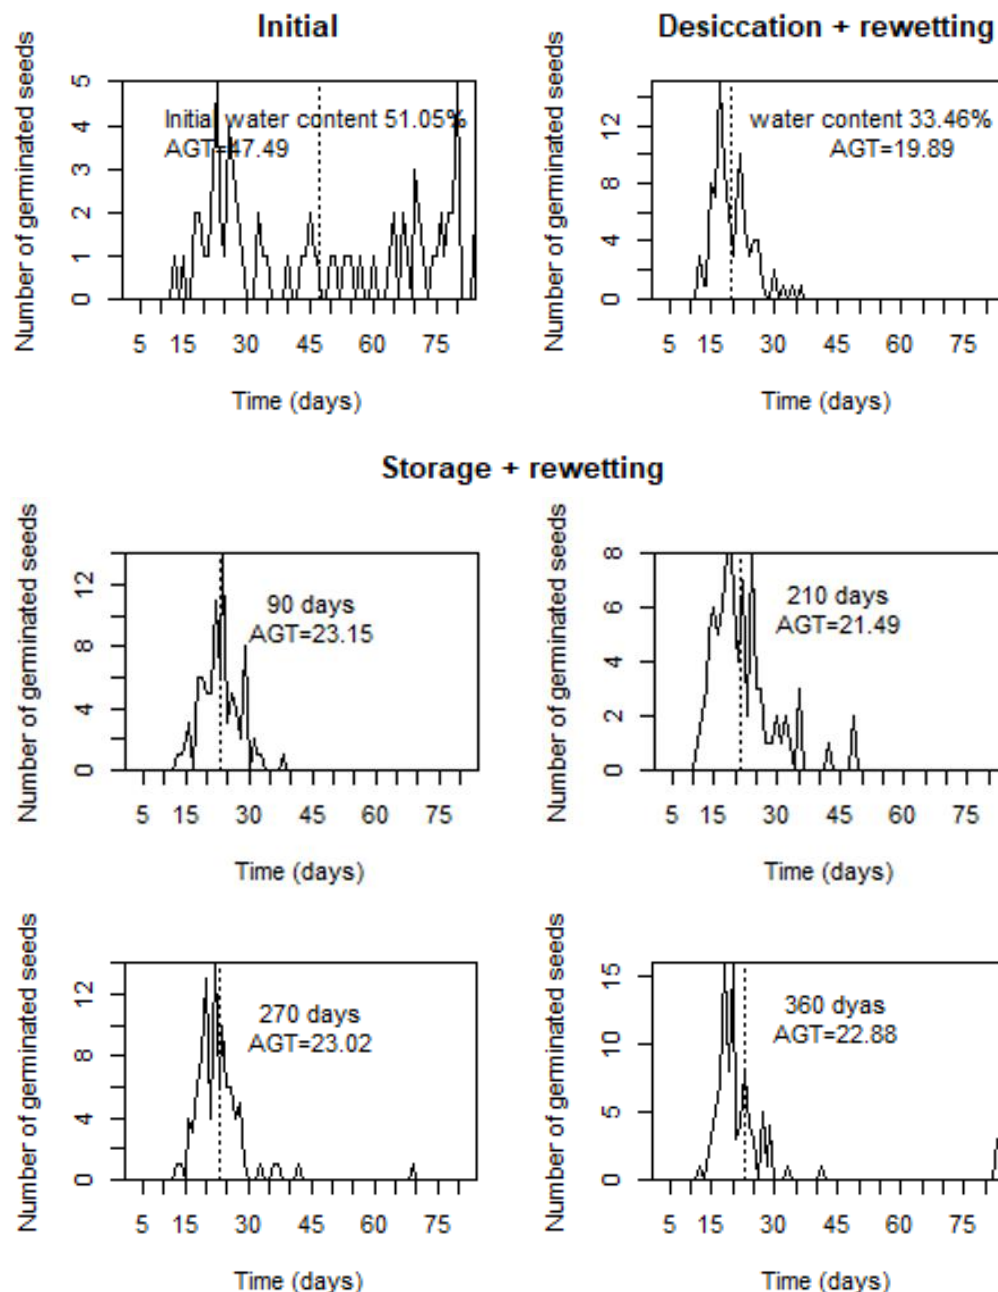 Initial
Desiccation + rewetting
Number of germinated seeds
0 1 2 3 4 5
Initial water content 51.05%
AGT=47.49
5 15 30 45 60 75
Time (days)
Number of germinated seeds
0 4 8 12
water content 33.46%
AGT=19.89
5 15 30 45 60 75
Time (days)
Storage + rewetting
Number of germinated seeds
0 4 8 12
90 days
AGT=23.15
5 15 30 45 60 75
Time (days)
Number of germinated seeds
0 2 4 6 8
210 days
AGT=21.49
5 15 30 45 60 75
Time (days)
Number of germinated seeds
0 4 8 12
270 days
AGT=23.02
5 15 30 45 60 75
Time (days)
Number of germinated seeds
0 5 10 15
360 dyas
AGT=22.88
5 15 30 45 60 75
Time (days)